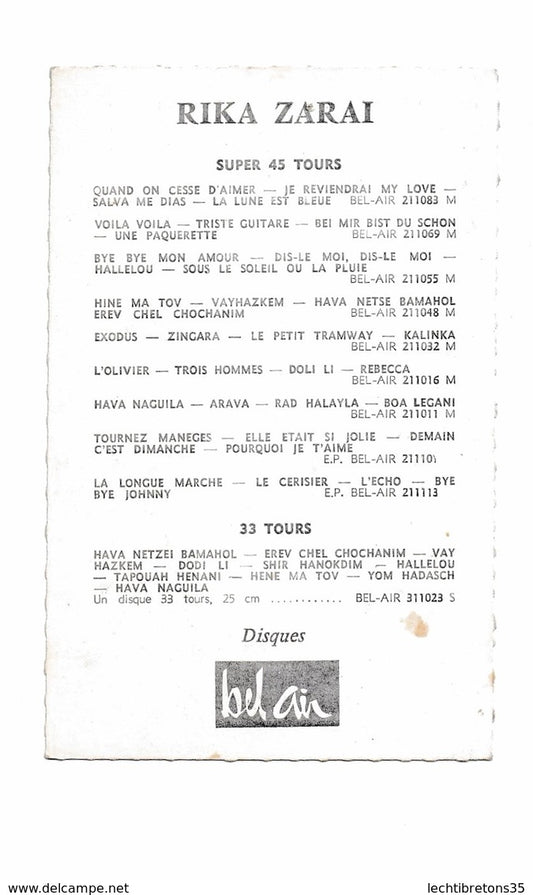 RIKA ZARAI
SUPER 45 TOURS
QUAND ON CESSE D'AIMER — JE REVIENDRAI MY LOVE —
SALVA ME DIAS — LA LUNE EST BLEUE BEL-AIR 211083 M
VOILA VOILA — TRISTE GUITARE — BEI MIR BIST DU SCHON
— UNE PAQUERETTE BEL-AIR 211069 M
BYE BYE MON AMOUR — DIS-LE MOI, DIS-LE MOI —
HALLELOU — SOUS LE SOLEIL OU LA PLUIE
BEL-AIR 211055 M
HINE MA TOV — VAYHAZKEM — HAVA NETSE BAMAHOL
EREV CHEL CHOCHANIM BEL-AIR 211048 M
EXODUS — ZINGARA — LE PETIT TRAMWAY — KALINKA
BEL-AIR 211032 M
L'OLIVIER — TROIS HOMMES — DOLI LI — REBECCA
BEL-AIR 211016 M
HAVA NAGUILA — ARAVA — RAD HALAYLA — BOA LEGANI
BEL-AIR 211011 M
TOURNEZ MANEGES — ELLE ETAIT SI JOLIE — DEMAIN
C'EST DIMANCHE — POURQUOI JE T'AIME
E.P. BEL-AIR 211101
LA LONGUE MARCHE — LE CERISIER — L'ECHO — BYE
BYE JOHNNY E.P. BEL-AIR 211113
33 TOURS
HAVA NETZEI BAMAHOL — EREV CHEL CHOCHANIM — VAY
HAZKEM — DODI LI — SHIR HANOKDIM — HALLELOU
— TAPOUAH HENANI — HENE MA TOV — YOM HADASCH
— HAVA NAGUILA
Un disque 33 tours, 25 cm ............ BEL-AIR 311023 S
Disques
bel air
delcampe.net
lechtibretons35